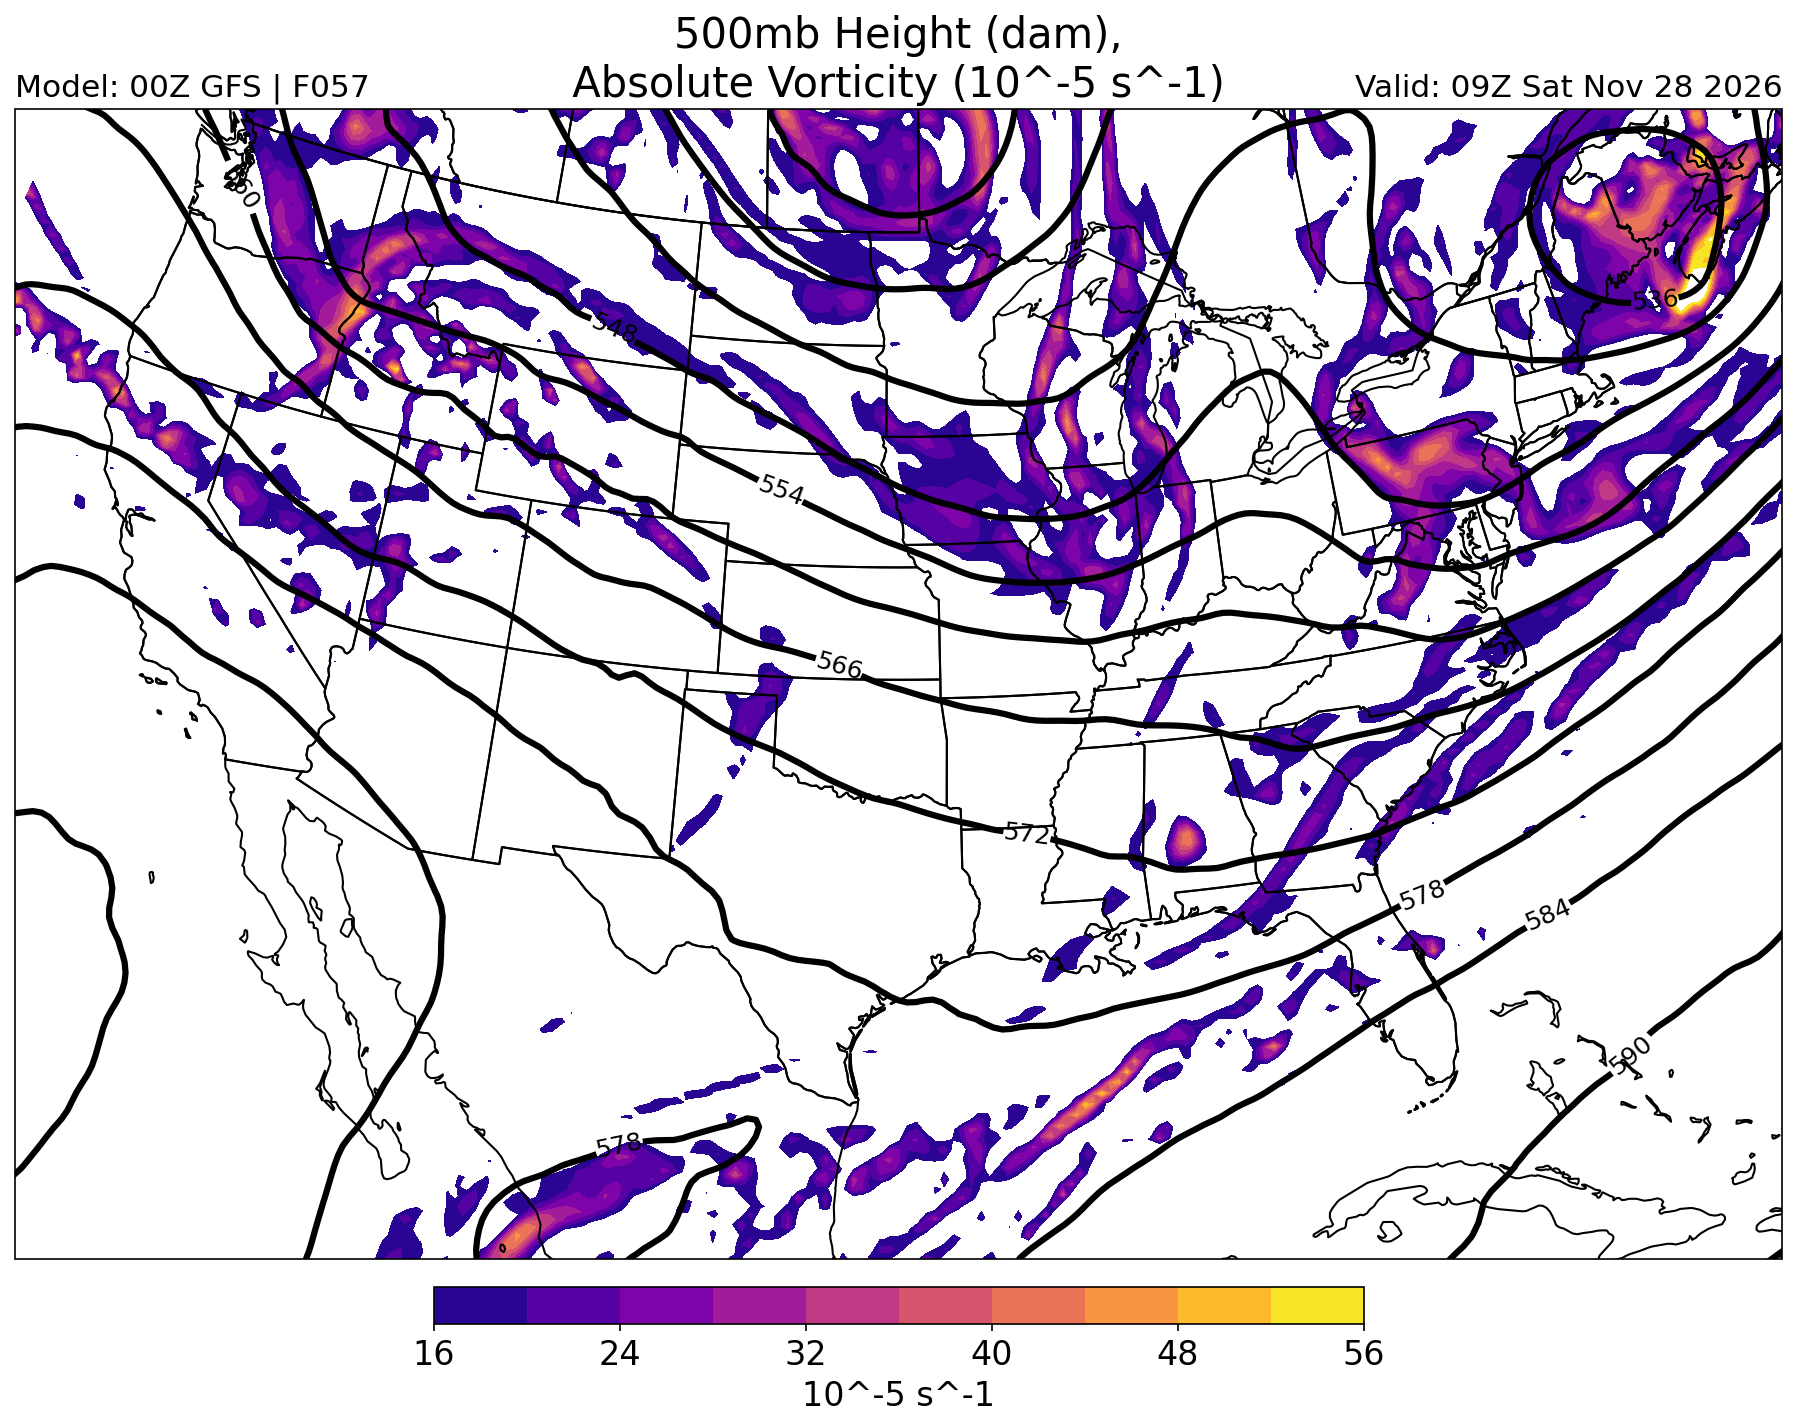 500mb Height (dam),
Absolute Vorticity (10^-5 s^-1)
Model: 00Z GFS | F057
Valid: 09Z Sat Nov 28 2026
560
548
536
554
566
572
578
584
590
578
16 24 32 40 48 56
10^-5 s^-1